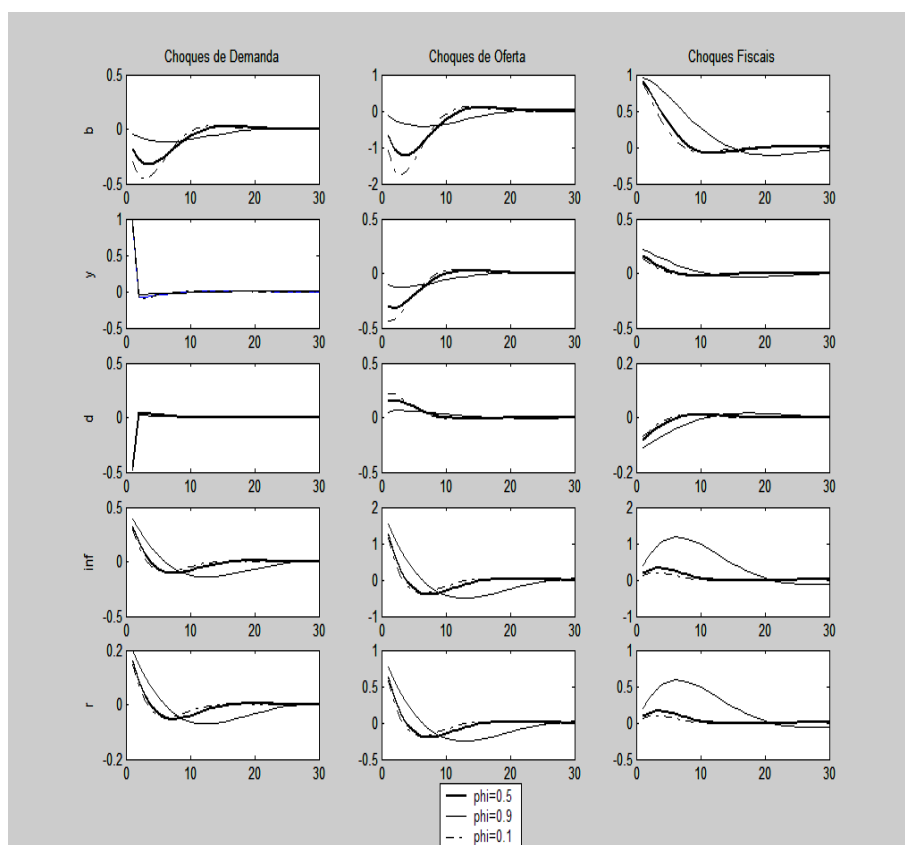 Choques de Demanda Choques de Oferta Choques Fiscais
0.5 1 1
b 0 0 0.5
-1 0
-0.5 -2 -0.5
0 10 20 30 0 10 20 30 0 10 20 30
1 0.5 0.5
0.5
y 0 0 0
-0.5 -0.5 -0.5
0 10 20 30 0 10 20 30 0 10 20 30
0.5 0.5 0.2
d 0 0 0
-0.5 -0.5 -0.2
0 10 20 30 0 10 20 30 0 10 20 30
0.5 2 2
1 1
inf 0 0 0
-0.5 -1 1
0 10 20 30 0 10 20 30 0 10 20 30
0.2 1 1
0.5 0.5
r 0 0 0
-0.2 -0.5 -0.5
0 10 20 30 0 10 20 30 0 10 20 30
phi=0.5
phi=0.9
phi=0.1